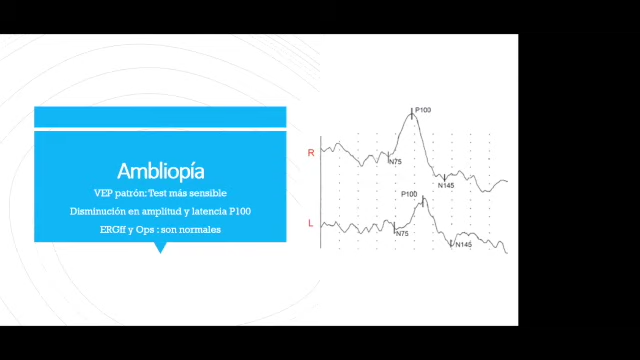 Ambliopía
VEP patrón: Test más sensible
Disminución en amplitud y latencia P100
ERGff y Ops : son normales
P100
R
N75
N145
P100
L
N75
N145